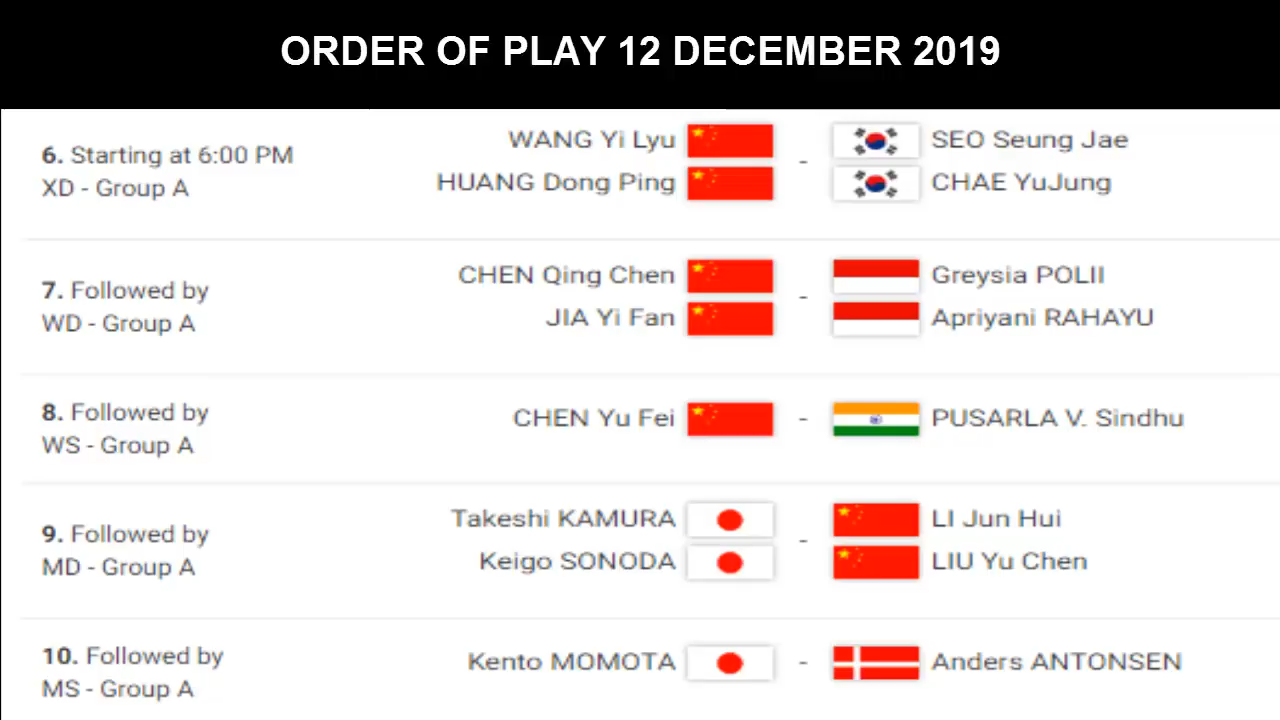 ORDER OF PLAY 12 DECEMBER 2019
6. Starting at 6:00 PM
XD - Group A
WANG Yi Lyu - SEO Seung Jae
HUANG Dong Ping CHAE YuJung
7. Followed by
WD - Group A
CHEN Qing Chen - Greysia POLII
JIA Yi Fan Apriyani RAHAYU
8. Followed by
WS - Group A
CHEN Yu Fei - PUSARLA V. Sindhu
9. Followed by
MD - Group A
Takeshi KAMURA - LI Jun Hui
Keigo SONODA LIU Yu Chen
10. Followed by
MS - Group A
Kento MOMOTA - Anders ANTONSEN